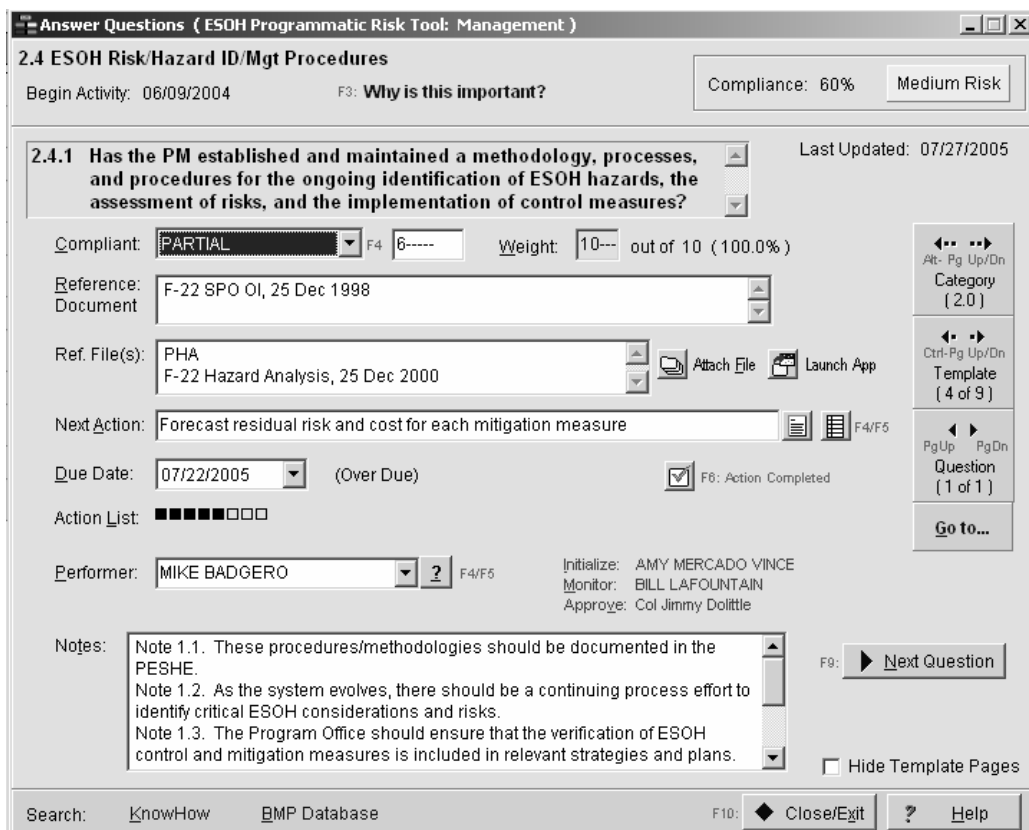 Answer Questions ( ESOH Programmatic Risk Tool: Management )
2.4 ESOH Risk/Hazard ID/Mgt Procedures
Begin Activity: 06/09/2004
F3: Why is this important?
Compliance: 60%
Medium Risk
2.4.1 Has the PM established and maintained a methodology, processes,
and procedures for the ongoing identification of ESOH hazards, the
assessment of risks, and the implementation of control measures?
Last Updated: 07/27/2005
Compliant: PARTIAL F4 6----- Weight: 10--- out of 10 ( 100.0% )
Reference:
Document
F-22 SPO OI, 25 Dec 1998
Ref. File(s): PHA
F-22 Hazard Analysis, 25 Dec 2000
Attach File
Launch App
Next Action: Forecast residual risk and cost for each mitigation measure F4/F5
Due Date: 07/22/2005 (Over Due)
F6: Action Completed
Action List:
Performer: MIKE BADGERO ? F4/F5
Initialize: AMY MERCADO VINCE
Monitor: BILL LAFOUNTAIN
Approve: Col Jimmy Dolittle
Alt- Pg Up/Dn
Category
( 2.0 )
Ctrl-Pg Up/Dn
Template
( 4 of 9 )
PgUp PgDn
Question
( 1 of 1 )
Go to...
Notes: Note 1.1. These procedures/methodologies should be documented in the
PESHE.
Note 1.2. As the system evolves, there should be a continuing process effort to
identify critical ESOH considerations and risks.
Note 1.3. The Program Office should ensure that the verification of ESOH
control and mitigation measures is included in relevant strategies and plans.
F9: Next Question
Hide Template Pages
Search: KnowHow BMP Database F10: Close/Exit ? Help